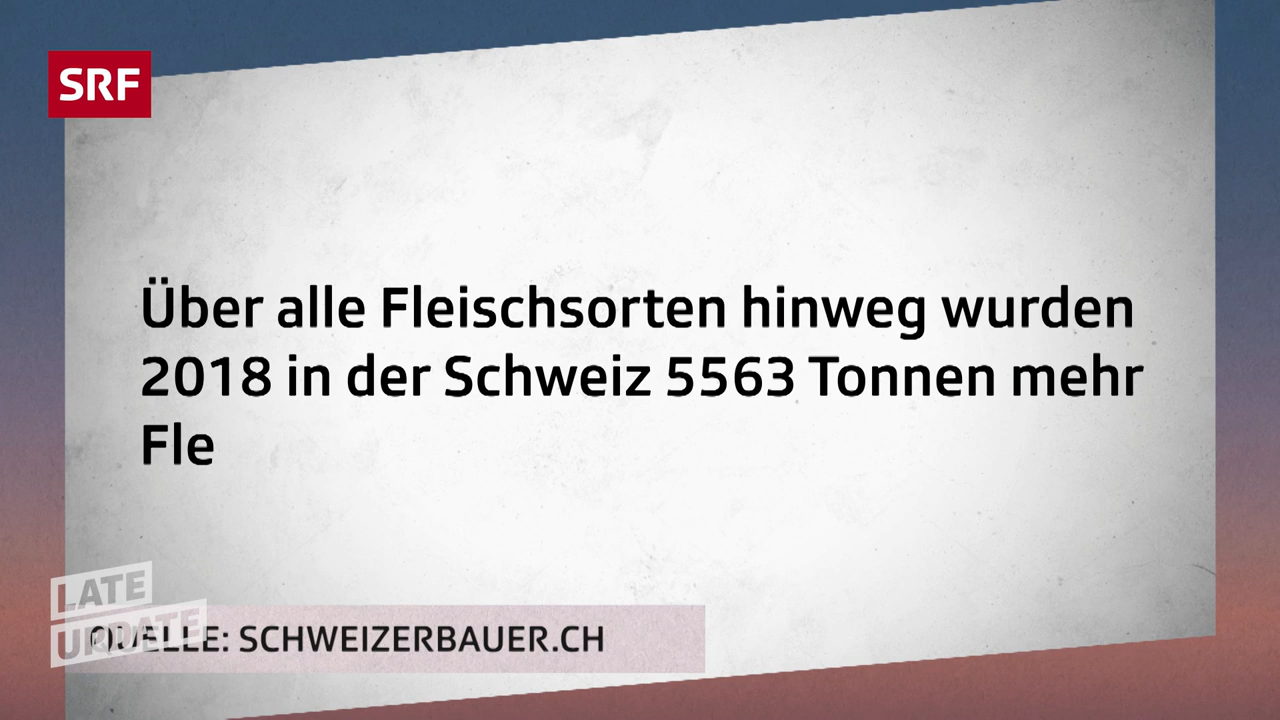 SRF
Über alle Fleischsorten hinweg wurden
2018 in der Schweiz 5563 Tonnen mehr
Fle
LATE
UPDATE
QUELLE: SCHWEIZERBAUER.CH